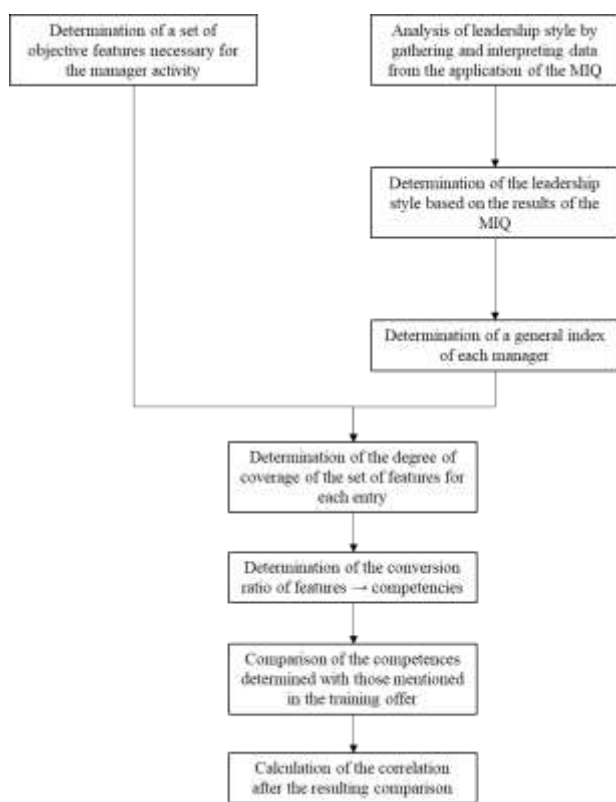 Determination of a set of
objective features necessary for
the manager activity
Analysis of leadership style by
gathering and interpreting data
from the application of the MIQ
Determination of the leadership
style based on the results of the
MIQ
Determination of a general index
of each manager
Determination of the degree of
coverage of the set of features for
each entry
Determination of the conversion
ratio of features → competencies
Comparison of the competences
determined with those mentioned
in the training offer
Calculation of the correlation
after the resulting comparison